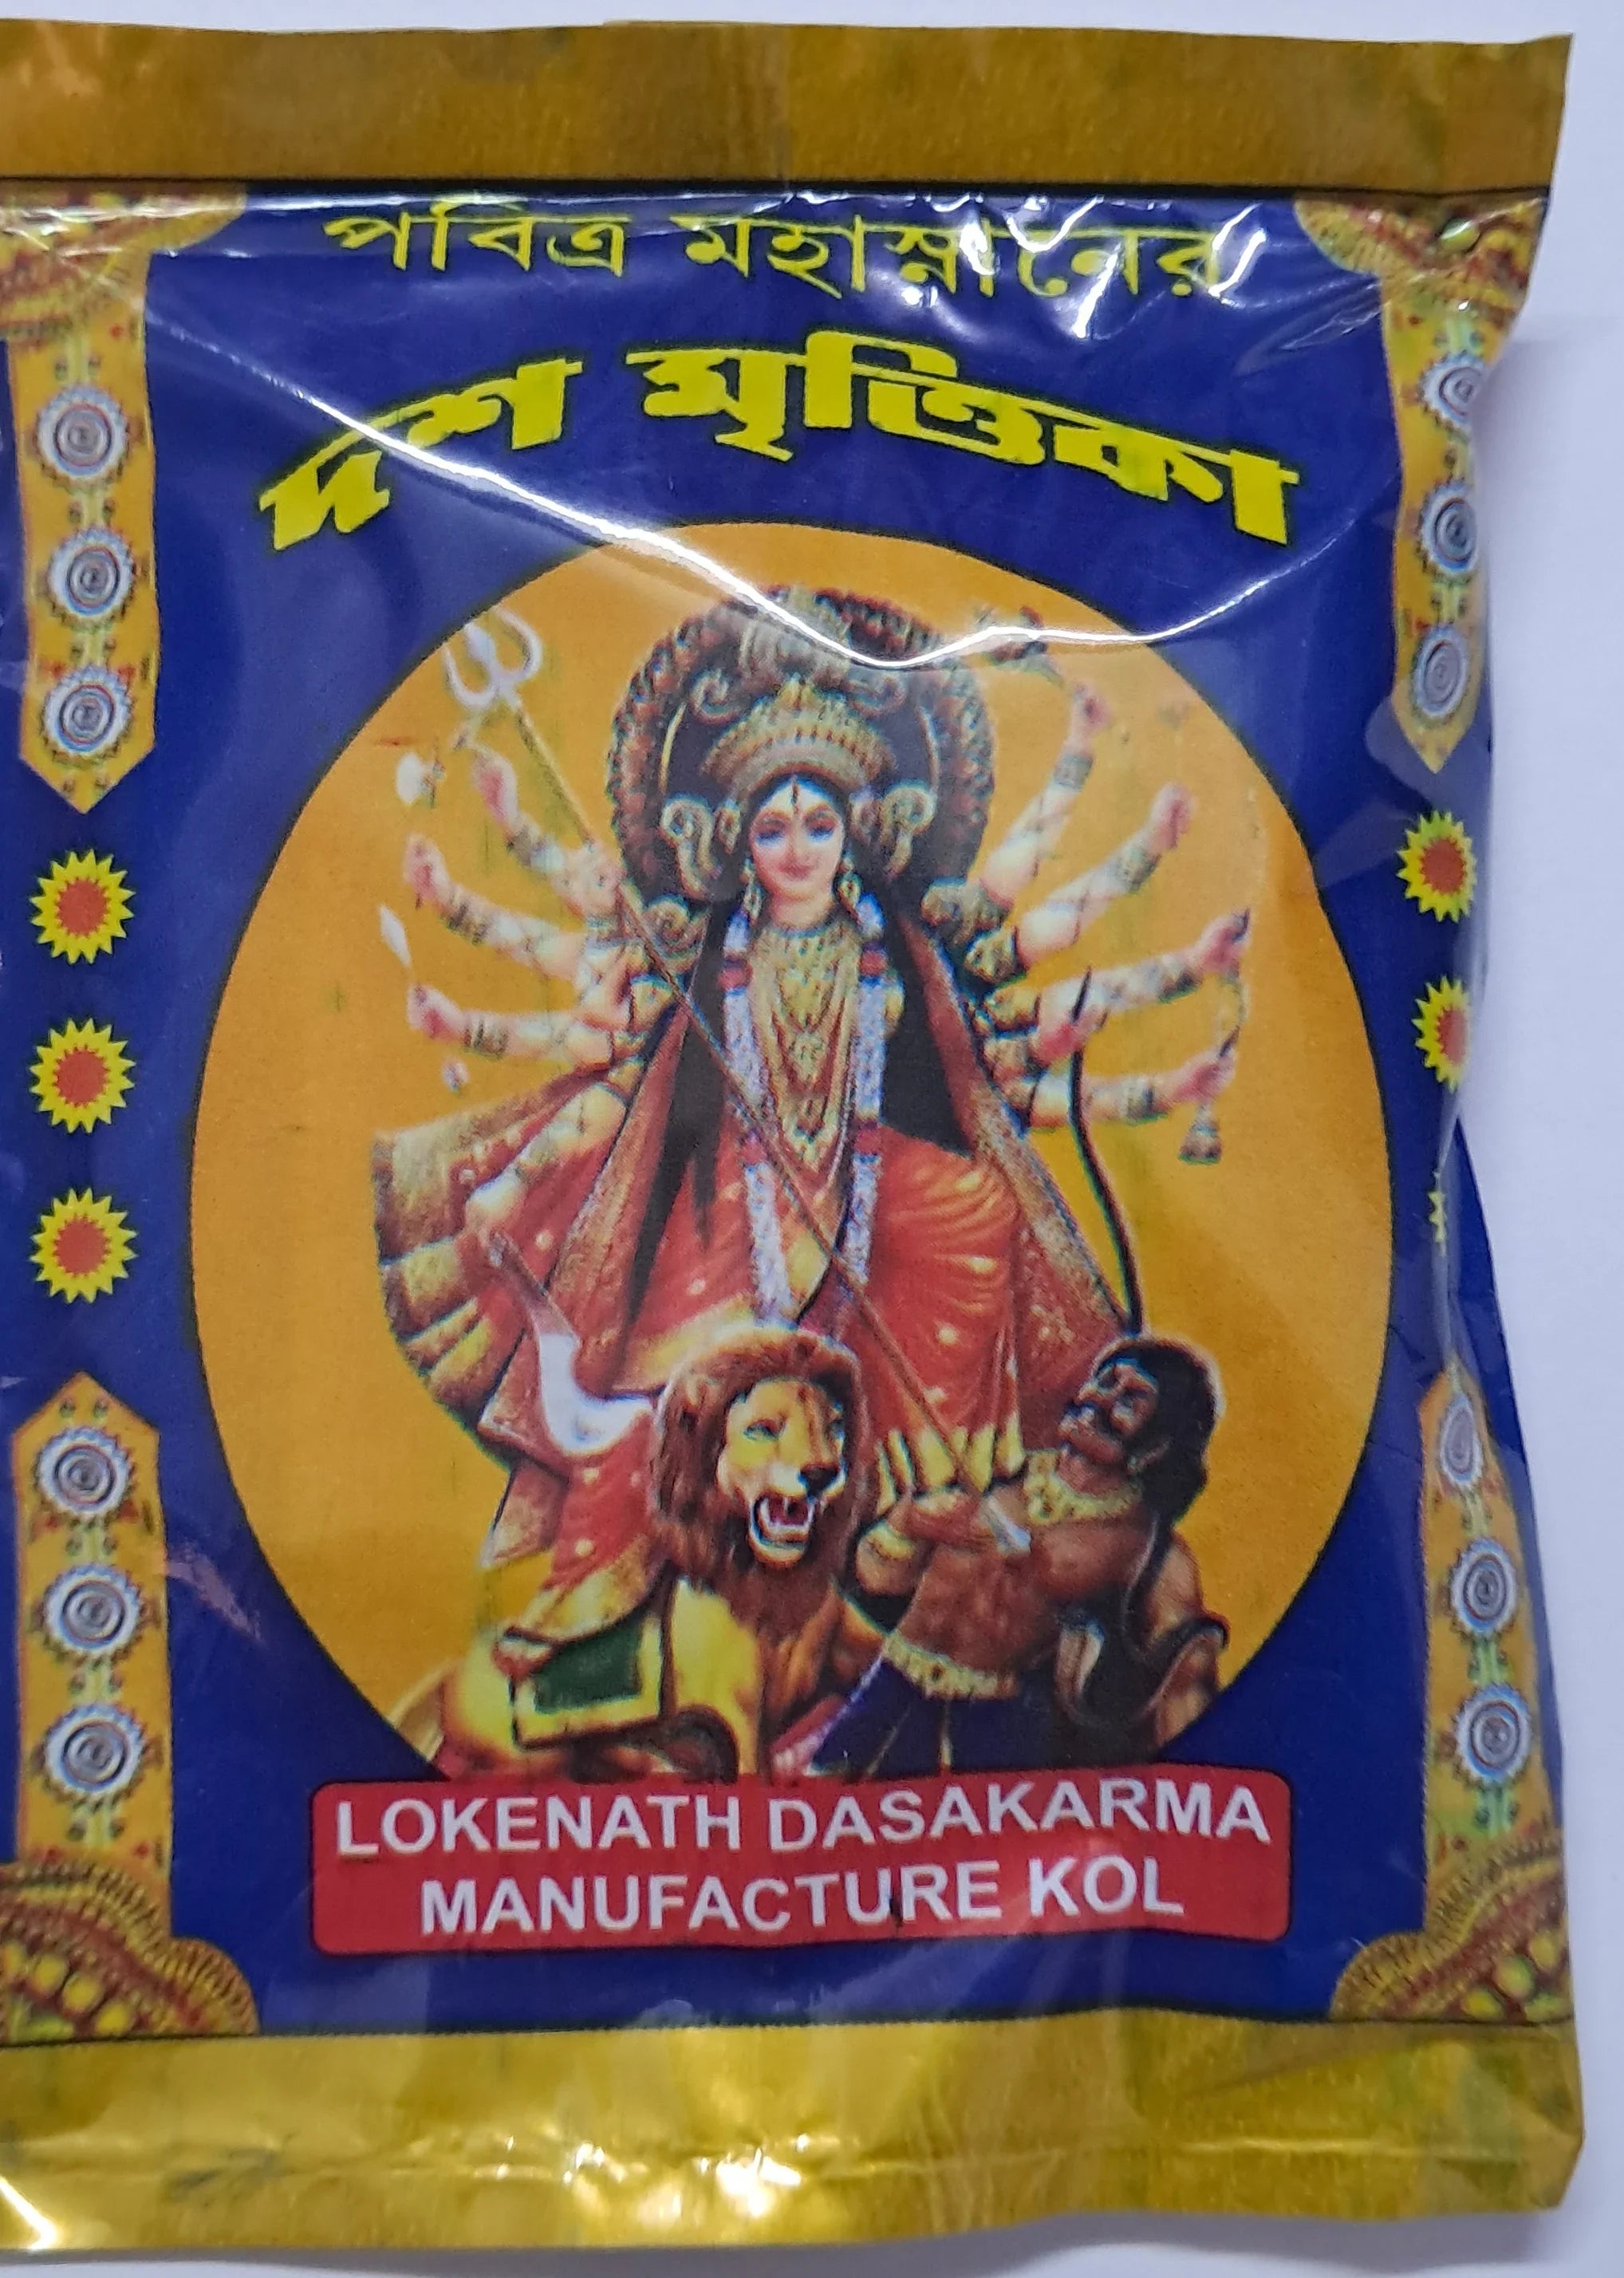 পবিত্র মহাস্নানের
দশ মৃত্তিকা
LOKENATH DASAKARMA
MANUFACTURE KOL